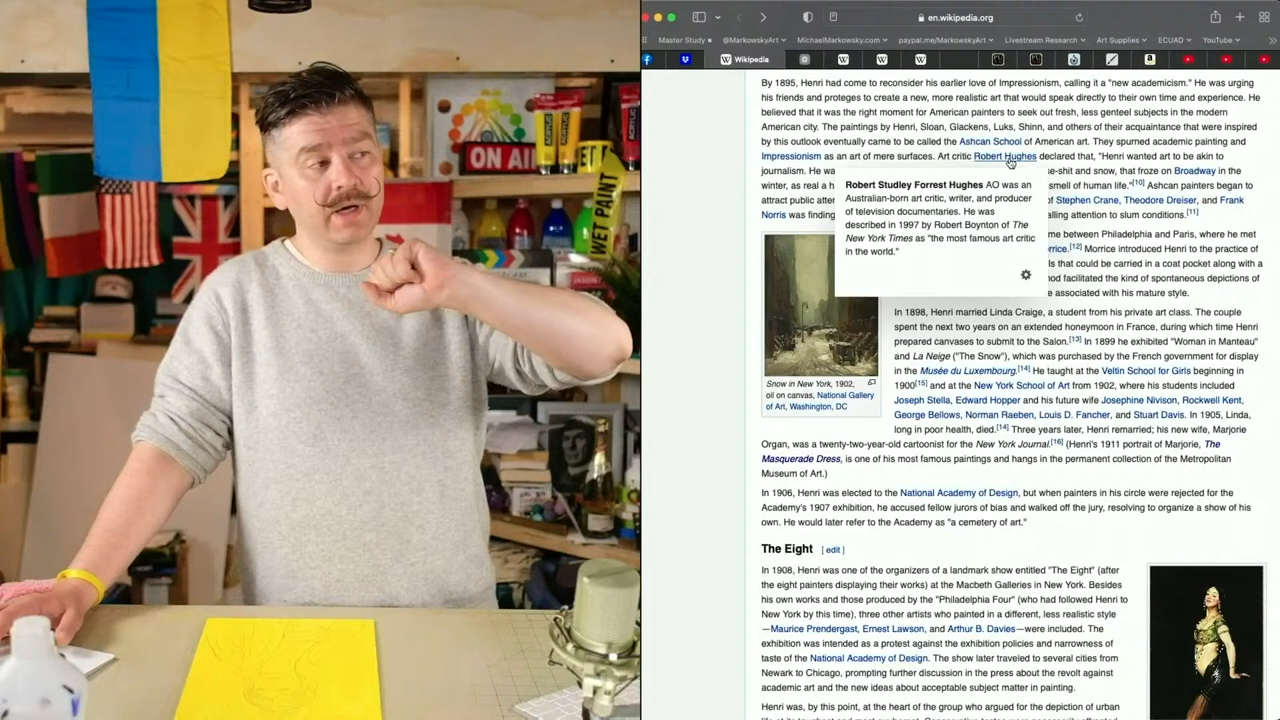 ON AIR
WET PAINT
ACRYLIC
ACRYLIC
en.wikipedia.org
Master Study
@MarkowskyArt
MichaelMarkowsky.com
paypal.me/MarkowskyArt
Livestream Research
Art Supplies
ECUAD
YouTube
Wikipedia
By 1895, Henri had come to reconsider his earlier love of Impressionism, calling it a "new academicism." He was urging
his friends and proteges to create a new, more realistic art that would speak directly to their own time and experience. He
believed that it was the right moment for American painters to seek out fresh, less genteel subjects in the modern
American city. The paintings by Henri, Sloan, Glackens, Luks, Shinn, and others of their acquaintance that were inspired
by this outlook eventually came to be called the Ashcan School of American art. They spurned academic painting and
Impressionism as an art of mere surfaces. Art critic Robert Hughes declared that, "Henri wanted art to be akin to
journalism. He wa
se-shit and snow, that froze on Broadway in the
winter, as real a h
smell of human life."[10] Ashcan painters began to
attract public atte
of Stephen Crane, Theodore Dreiser, and Frank
Norris was finding
alling attention to slum conditions.[11]
Robert Studley Forrest Hughes AO was an
Australian-born art critic, writer, and producer
of television documentaries. He was
described in 1997 by Robert Boynton of The
New York Times as "the most famous art critic
in the world."
me between Philadelphia and Paris, where he met
orrice.[12] Morrice introduced Henri to the practice of
ls that could be carried in a coat pocket along with a
hod facilitated the kind of spontaneous depictions of
e associated with his mature style.
In 1898, Henri married Linda Craige, a student from his private art class. The couple
spent the next two years on an extended honeymoon in France, during which time Henri
prepared canvases to submit to the Salon.[13] In 1899 he exhibited "Woman in Manteau"
and La Neige ("The Snow"), which was purchased by the French government for display
in the Musée du Luxembourg.[14] He taught at the Veltin School for Girls beginning in
1900[15] and at the New York School of Art from 1902, where his students included
Joseph Stella, Edward Hopper and his future wife Josephine Nivison, Rockwell Kent,
George Bellows, Norman Raeben, Louis D. Fancher, and Stuart Davis. In 1905, Linda,
long in poor health, died.[14] Three years later, Henri remarried; his new wife, Marjorie
Organ, was a twenty-two-year-old cartoonist for the New York Journal.[16] (Henri's 1911 portrait of Marjorie, The
Masquerade Dress, is one of his most famous paintings and hangs in the permanent collection of the Metropolitan
Museum of Art.)
Snow in New York, 1902,
oil on canvas, National Gallery
of Art, Washington, DC
In 1906, Henri was elected to the National Academy of Design, but when painters in his circle were rejected for the
Academy's 1907 exhibition, he accused fellow jurors of bias and walked off the jury, resolving to organize a show of his
own. He would later refer to the Academy as "a cemetery of art."
The Eight [ edit ]
In 1908, Henri was one of the organizers of a landmark show entitled "The Eight" (after
the eight painters displaying their works) at the Macbeth Galleries in New York. Besides
his own works and those produced by the "Philadelphia Four" (who had followed Henri to
New York by this time), three other artists who painted in a different, less realistic style
—Maurice Prendergast, Ernest Lawson, and Arthur B. Davies—were included. The
exhibition was intended as a protest against the exhibition policies and narrowness of
taste of the National Academy of Design. The show later traveled to several cities from
Newark to Chicago, prompting further discussion in the press about the revolt against
academic art and the new ideas about acceptable subject matter in painting.
Henri was, by this point, at the heart of the group who argued for the depiction of urban